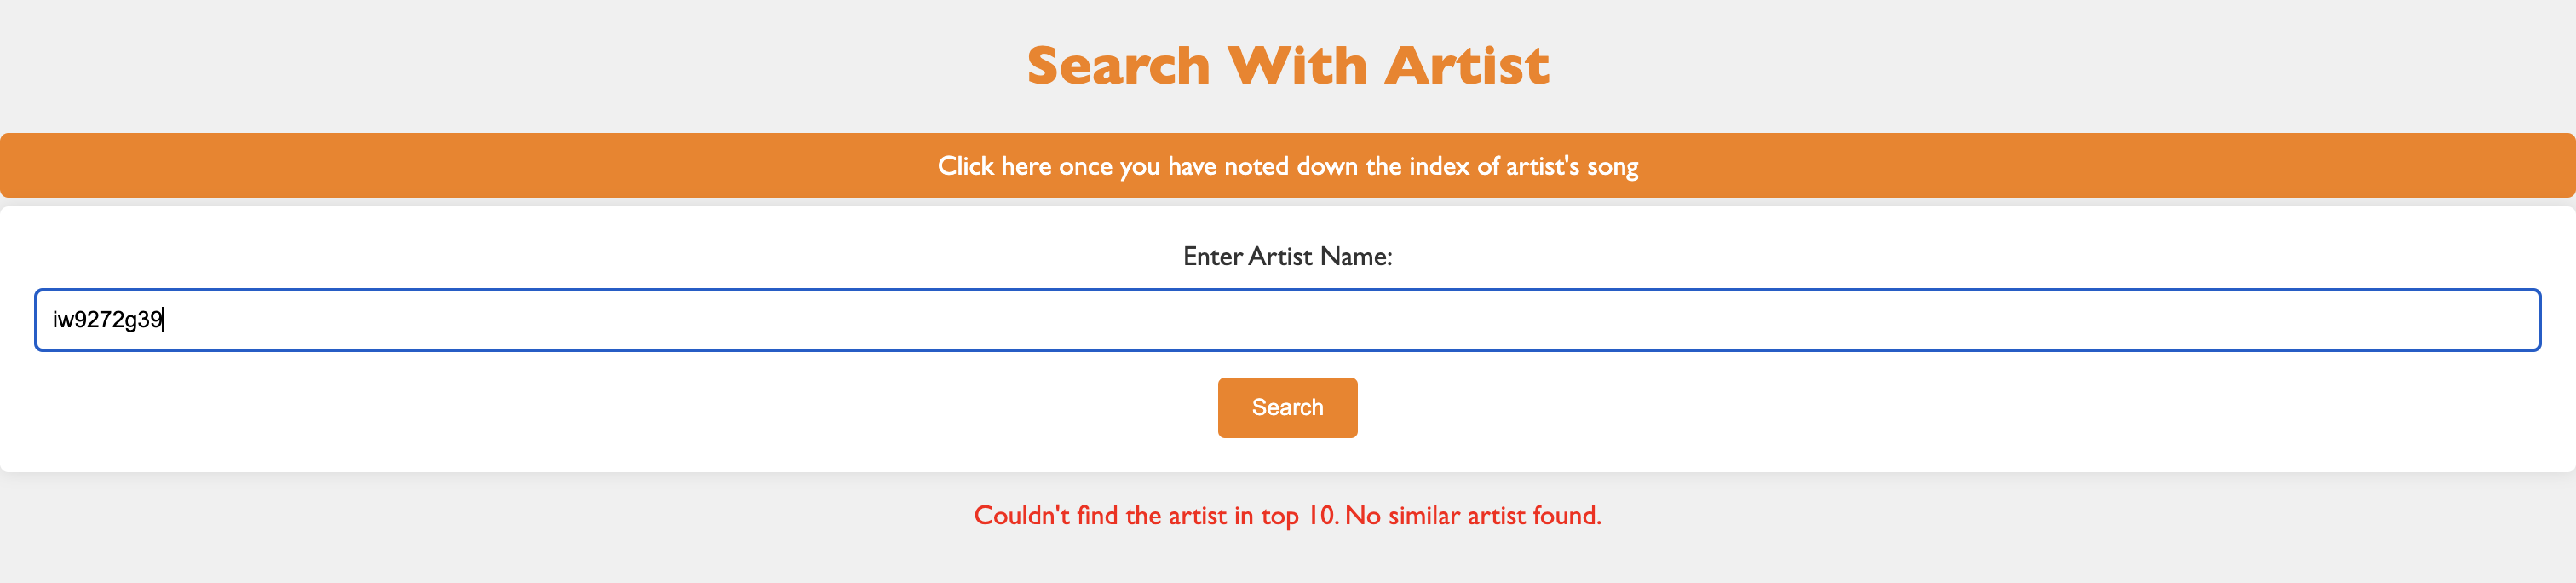 Search With Artist
Click here once you have noted down the index of artist's song
Enter Artist Name:
iw9272g39
Search
Couldn't find the artist in top 10. No similar artist found.